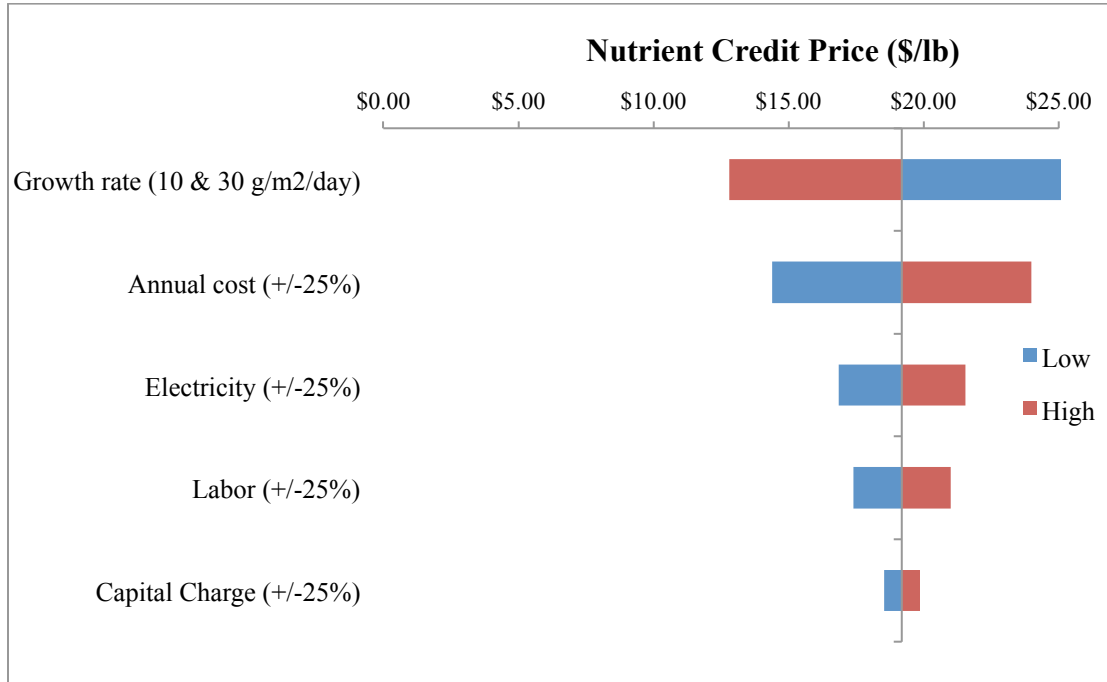 Nutrient Credit Price ($/lb)
$0.00 $5.00 $10.00 $15.00 $20.00 $25.00
Growth rate (10 & 30 g/m2/day)
Annual cost (+/-25%)
Electricity (+/-25%)
Labor (+/-25%)
Capital Charge (+/-25%)
Low
High